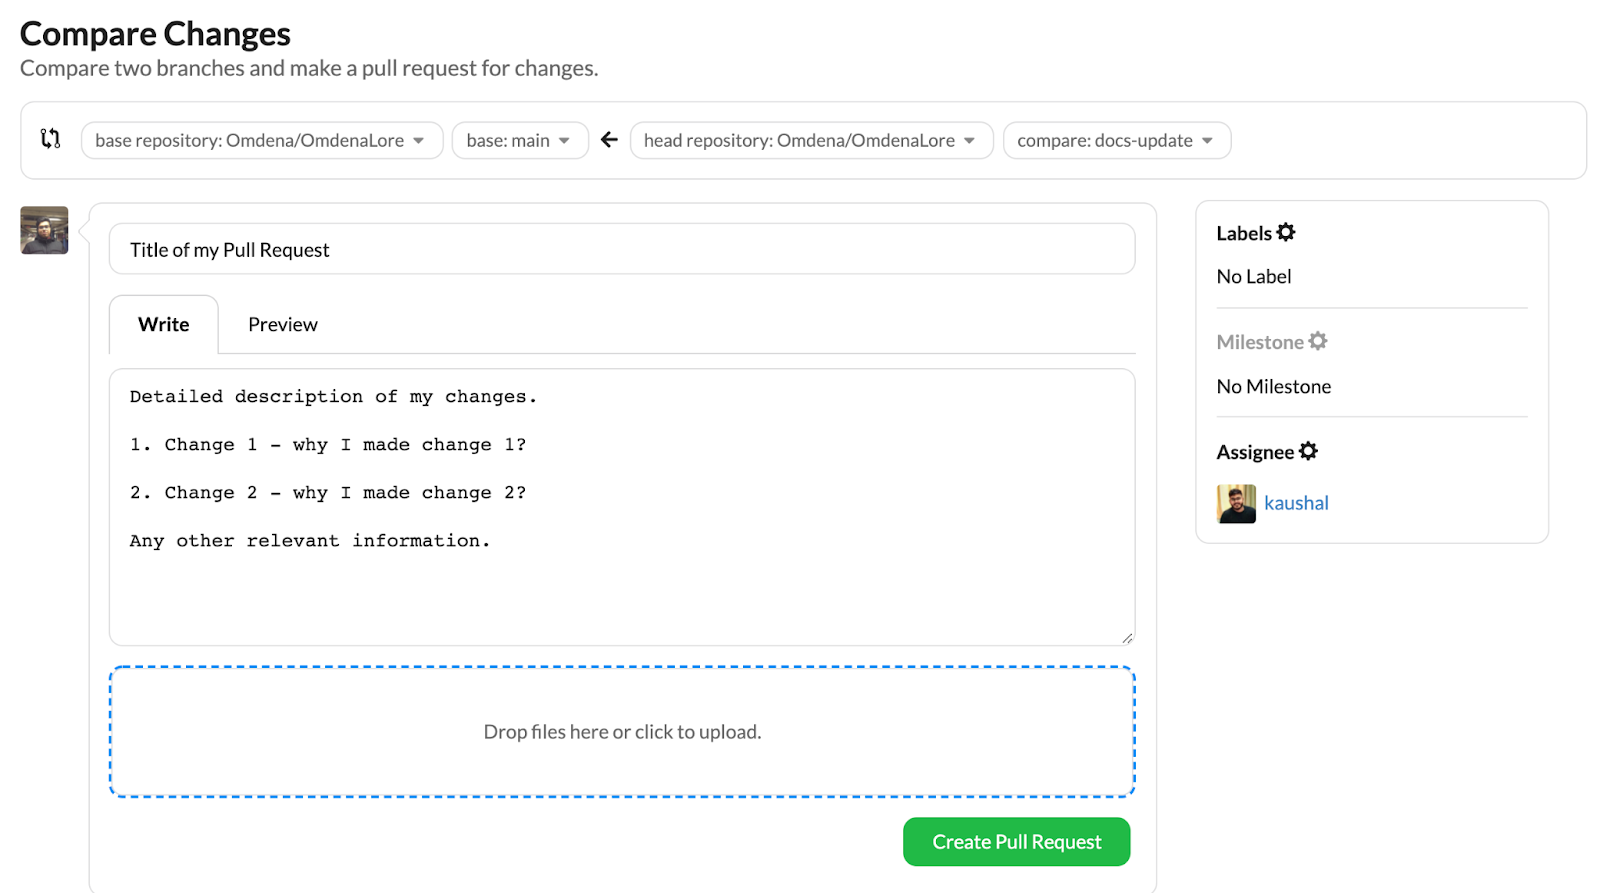 Compare Changes
Compare two branches and make a pull request for changes.
base repository: Omdena/OmdenaLore base: main head repository: Omdena/OmdenaLore compare: docs-update
Title of my Pull Request
Write Preview
Detailed description of my changes.
1. Change 1 - why I made change 1?
2. Change 2 - why I made change 2?
Any other relevant information.
Drop files here or click to upload.
Create Pull Request
Labels
No Label
Milestone
No Milestone
Assignee
kaushal